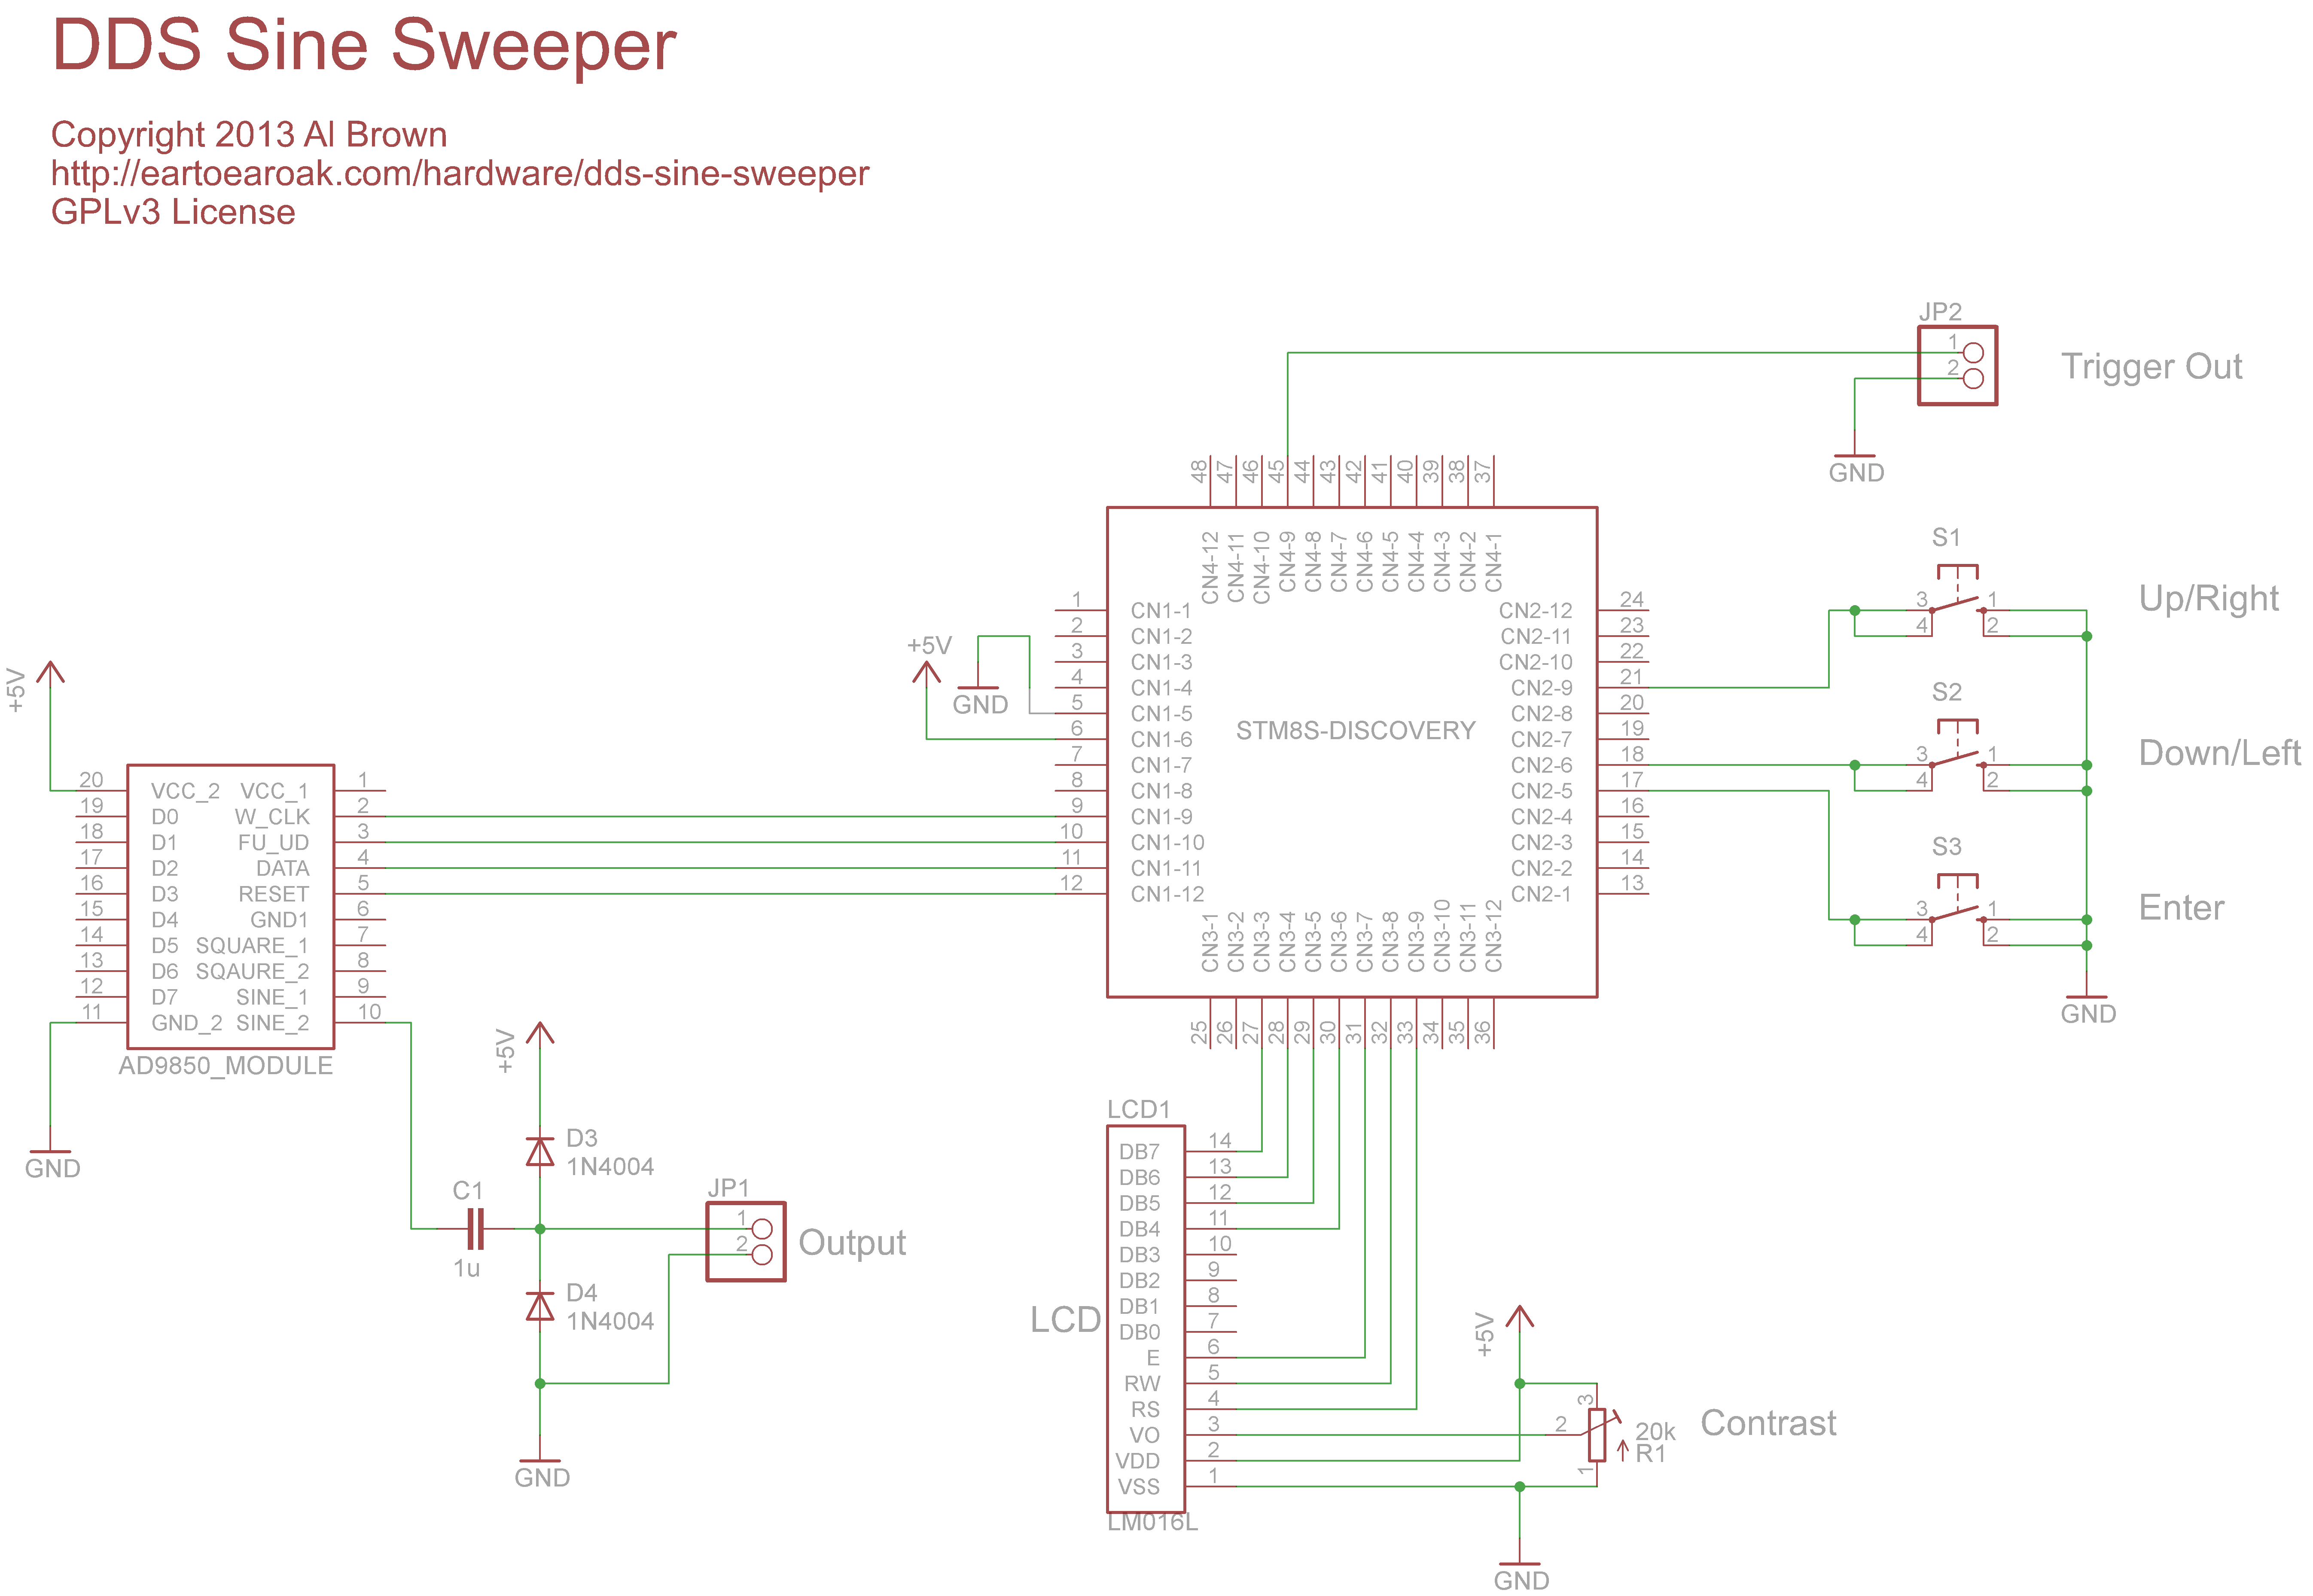 DDS Sine Sweeper
Copyright 2013 Al Brown
http://eartoearoak.com/hardware/dds-sine-sweeper
GPLv3 License
JP2
1
2
Trigger Out
GND
48 47 46 45 44 43 42 41 40 39 38 37
CN4-12 CN4-11 CN4-10 CN4-9 CN4-8 CN4-7 CN4-6 CN4-5 CN4-4 CN4-3 CN4-2 CN4-1
1 CN1-1
2 CN1-2
3 CN1-3
4 CN1-4
5 CN1-5
6 CN1-6
7 CN1-7
8 CN1-8
9 CN1-9
10 CN1-10
11 CN1-11
12 CN1-12
+5V
GND
STM8S-DISCOVERY
CN2-12 24
CN2-11 23
CN2-10 22
CN2-9 21
CN2-8 20
CN2-7 19
CN2-6 18
CN2-5 17
CN2-4 16
CN2-3 15
CN2-2 14
CN2-1 13
CN3-1 CN3-2 CN3-3 CN3-4 CN3-5 CN3-6 CN3-7 CN3-8 CN3-9 CN3-10 CN3-11 CN3-12
25 26 27 28 29 30 31 32 33 34 35 36
S1
3 1
4 2
Up/Right
S2
3 1
4 2
Down/Left
S3
3 1
4 2
Enter
GND
+5V
20 VCC_2 VCC_1 1
19 D0 W_CLK 2
18 D1 FU_UD 3
17 D2 DATA 4
16 D3 RESET 5
15 D4 GND1 6
14 D5 SQUARE_1 7
13 D6 SQAURE_2 8
12 D7 SINE_1 9
11 GND_2 SINE_2 10
AD9850_MODULE
GND
+5V
D3
1N4004
C1
1u
JP1
1
2
Output
D4
1N4004
GND
LCD1
DB7 14
DB6 13
DB5 12
DB4 11
DB3 10
DB2 9
DB1 8
DB0 7
E 6
RW 5
RS 4
VO 3
VDD 2
VSS 1
LM016L
LCD
+5V
3
2
1
20k
R1
Contrast
GND